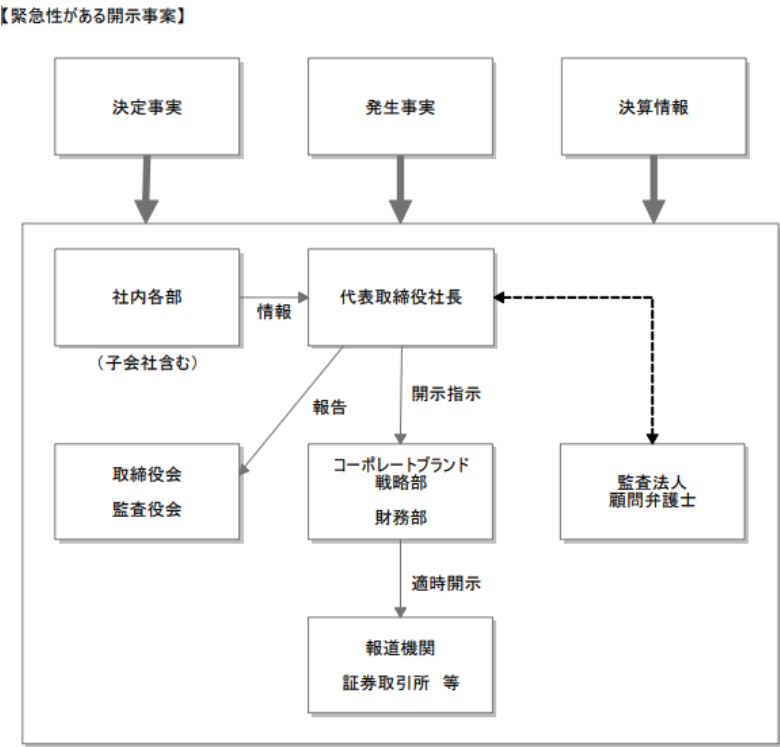 【緊急性がある開示事案】
決定事実
発生事実
決算情報
社内各部
情報
代表取締役社長
（子会社含む）
報告
開示指示
取締役会
監査役会
コーポレートブランド
戦略部
財務部
監査法人
顧問弁護士
適時開示
報道機関
証券取引所 等